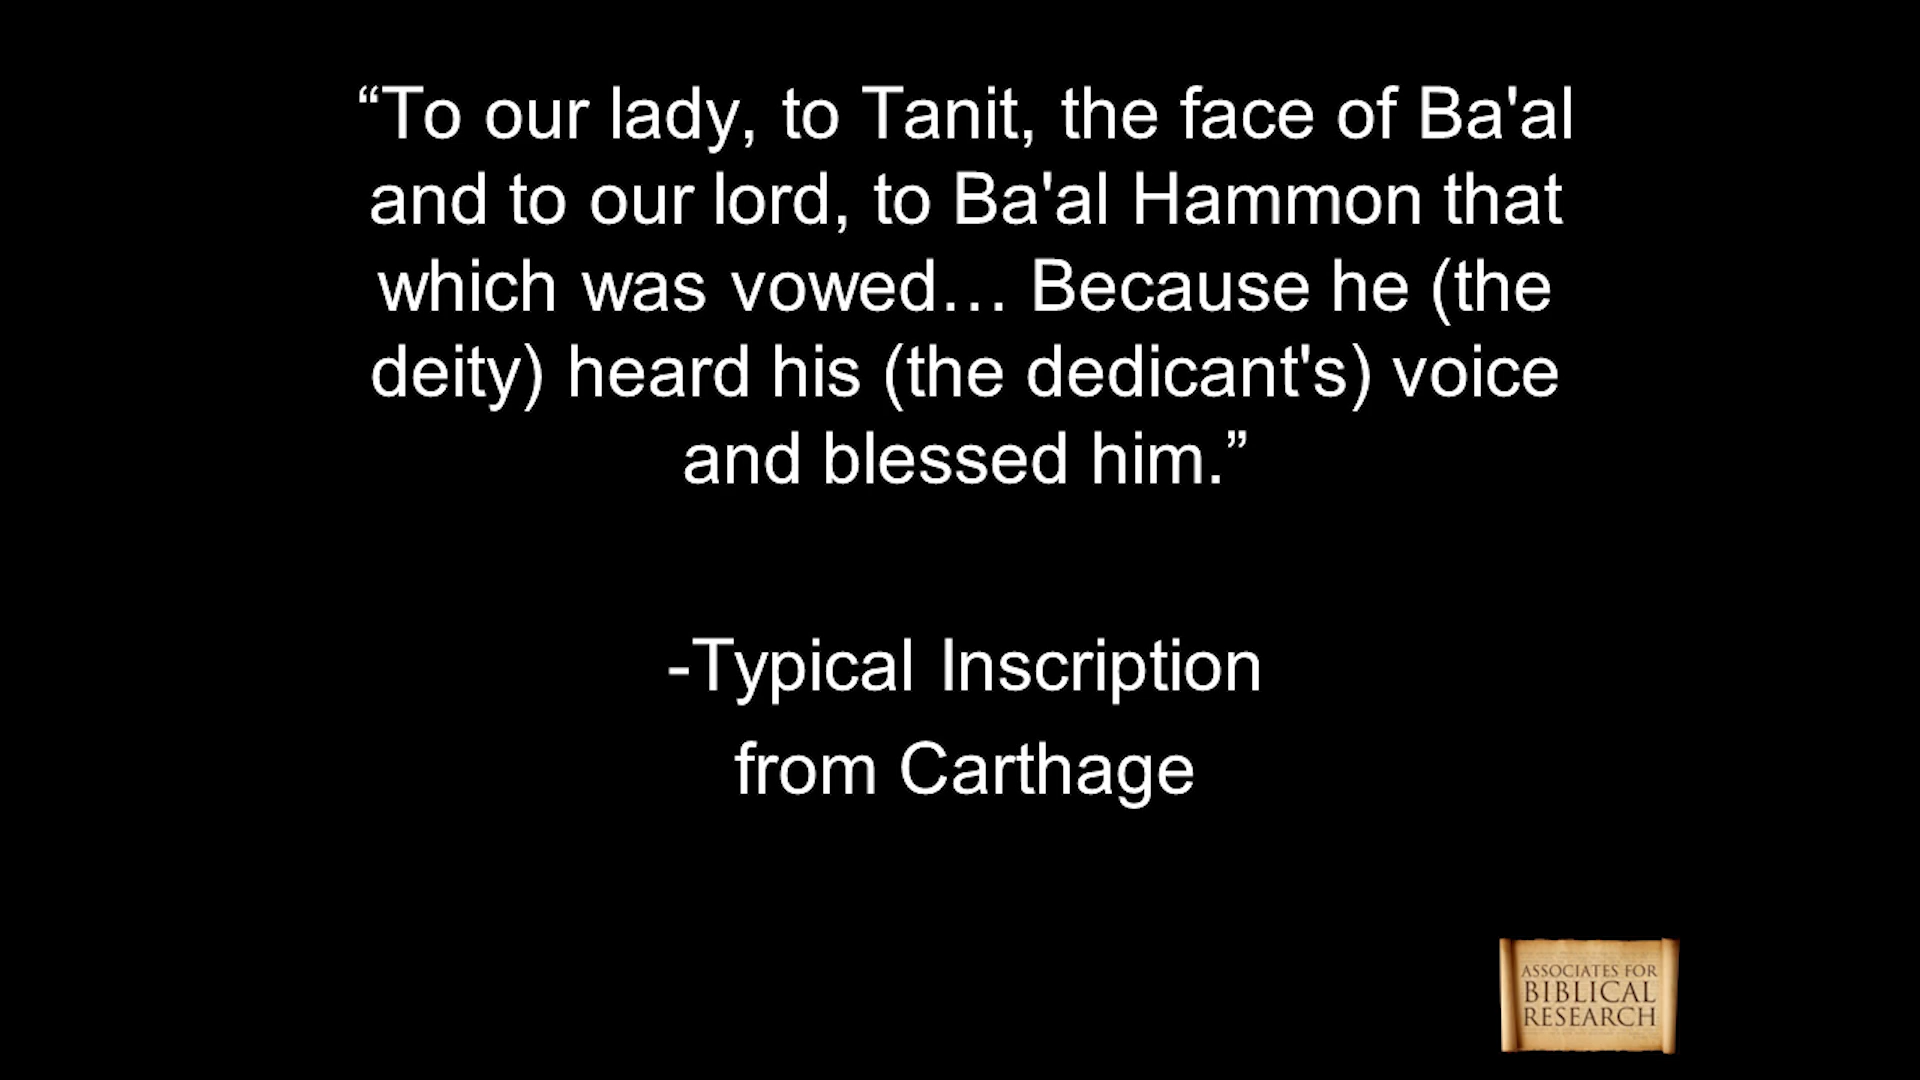 “To our lady, to Tanit, the face of Ba'al
and to our lord, to Ba'al Hammon that
which was vowed… Because he (the
deity) heard his (the dedicant's) voice
and blessed him.”
-Typical Inscription
from Carthage
ASSOCIATES FOR
BIBLICAL
RESEARCH